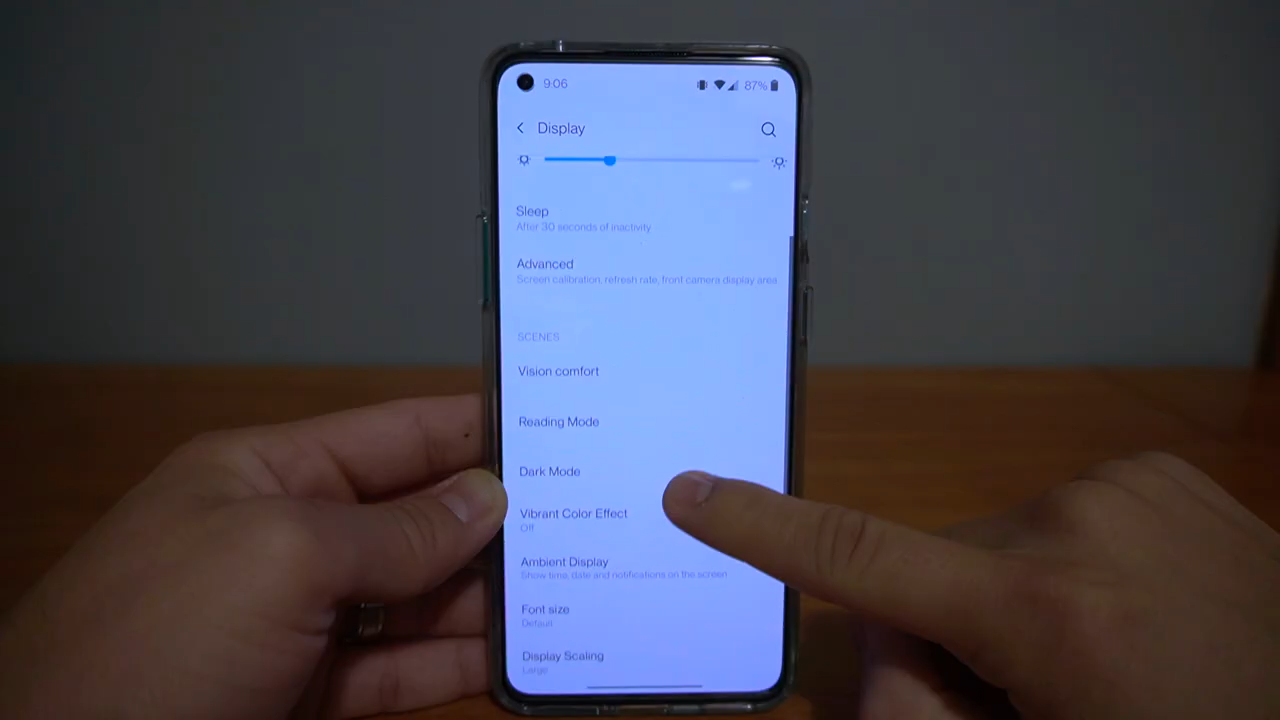 9:06
87%
Display
Sleep
After 30 seconds of inactivity
Advanced
Screen calibration, refresh rate, front camera display area
SCENES
Vision comfort
Reading Mode
Dark Mode
Vibrant Color Effect
Off
Ambient Display
Show time, date and notifications on the screen
Font size
Default
Display Scaling
Large